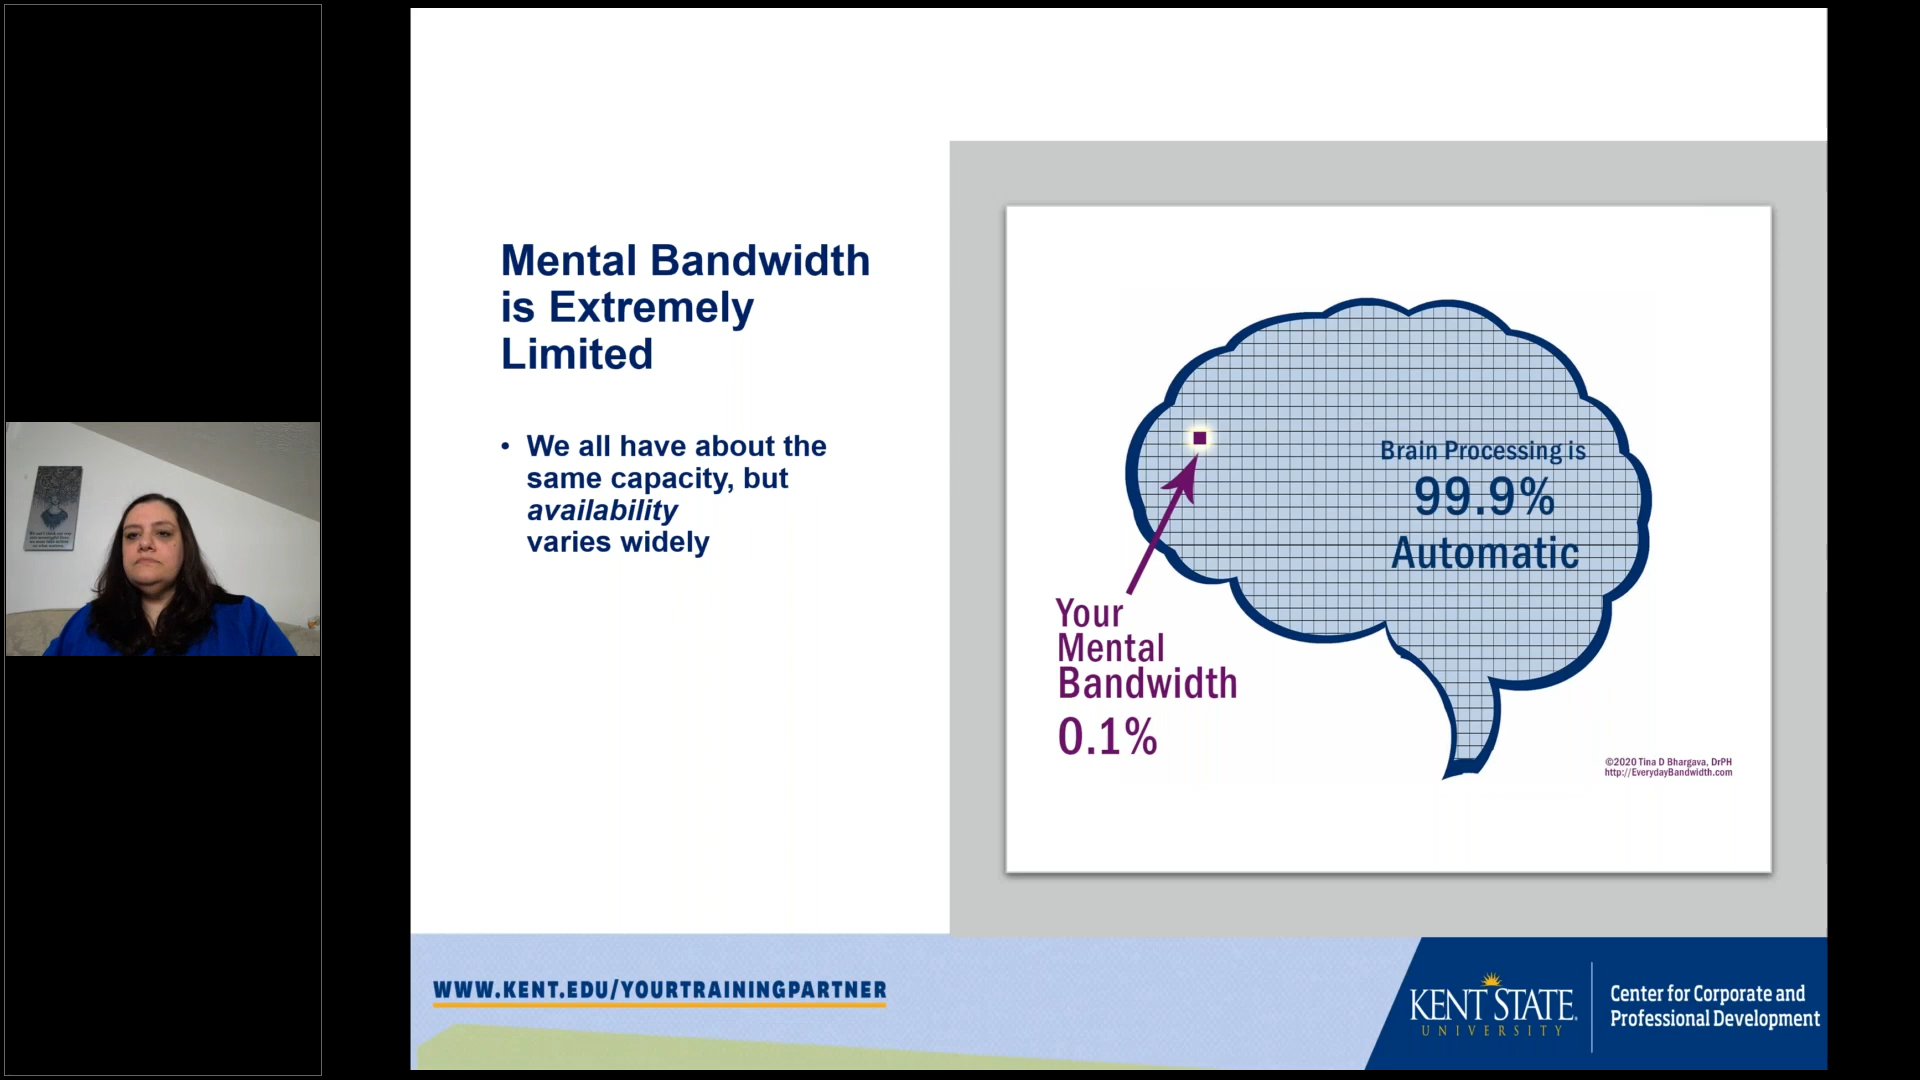 Mental Bandwidth
is Extremely
Limited
• We all have about the
same capacity, but
availability
varies widely
Brain Processing is
99.9%
Automatic
Your
Mental
Bandwidth
0.1%
©2020 Tina D Bhargava, DrPH
http://EverydayBandwidth.com
WWW.KENT.EDU/YOURTRAININGPARTNER
KENT STATE
UNIVERSITY
Center for Corporate and
Professional Development